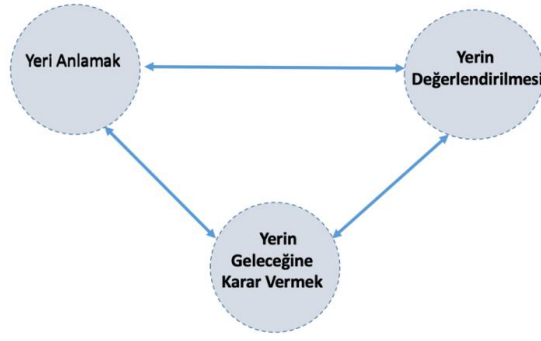 Yeri Anlamak
Yerin
Değerlendirilmesi
Yerin
Geleceğine
Karar Vermek